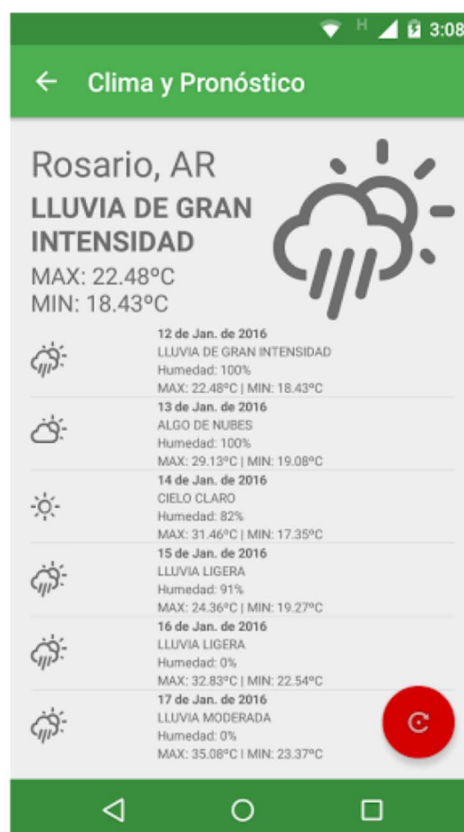 H 3:08
Clima y Pronóstico
Rosario, AR
LLUVIA DE GRAN
INTENSIDAD
MAX: 22.48ºC
MIN: 18.43ºC
12 de Jan. de 2016
LLUVIA DE GRAN INTENSIDAD
Humedad: 100%
MAX: 22.48ºC | MIN: 18.43ºC
13 de Jan. de 2016
ALGO DE NUBES
Humedad: 100%
MAX: 29.13ºC | MIN: 19.08ºC
14 de Jan. de 2016
CIELO CLARO
Humedad: 82%
MAX: 31.46ºC | MIN: 17.35ºC
15 de Jan. de 2016
LLUVIA LIGERA
Humedad: 91%
MAX: 24.36ºC | MIN: 19.27ºC
16 de Jan. de 2016
LLUVIA LIGERA
Humedad: 0%
MAX: 32.83ºC | MIN: 22.54ºC
17 de Jan. de 2016
LLUVIA MODERADA
Humedad: 0%
MAX: 35.08ºC | MIN: 23.37ºC